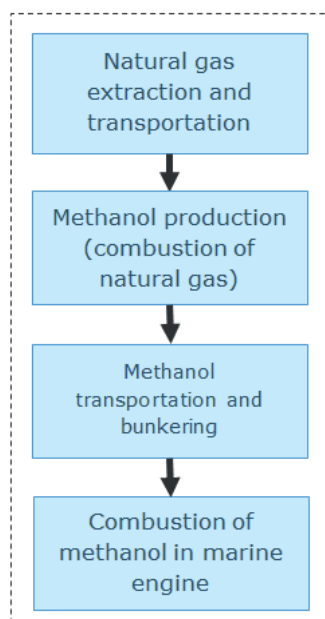 Natural gas
extraction and
transportation
Methanol production
(combustion of
natural gas)
Methanol
transportation and
bunkering
Combustion of
methanol in marine
engine